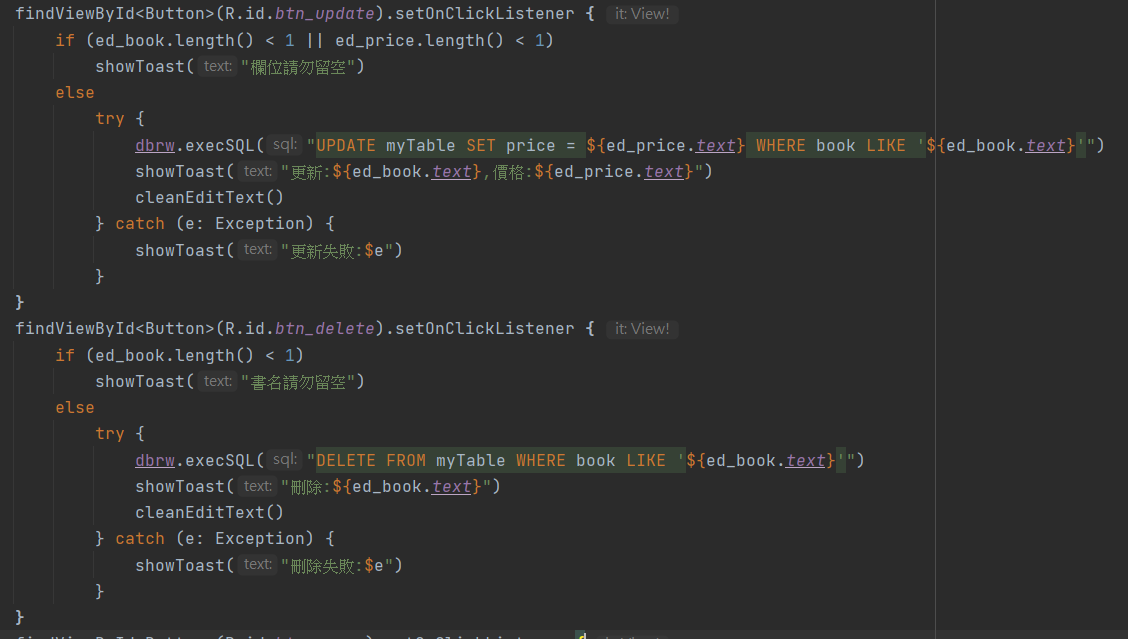 findViewById<Button>(R.id.btn_update).setOnClickListener { it: View!
if (ed_book.length() < 1 || ed_price.length() < 1)
showToast( text: "欄位請勿留空")
else
try {
dbrw.execSQL( sql: "UPDATE myTable SET price = ${ed_price.text} WHERE book LIKE '${ed_book.text}'")
showToast( text: "更新:${ed_book.text},價格:${ed_price.text}")
cleanEditText()
} catch (e: Exception) {
showToast( text: "更新失敗:$e")
}
}
findViewById<Button>(R.id.btn_delete).setOnClickListener { it: View!
if (ed_book.length() < 1)
showToast( text: "書名請勿留空")
else
try {
dbrw.execSQL( sql: "DELETE FROM myTable WHERE book LIKE '${ed_book.text}'")
showToast( text: "刪除:${ed_book.text}")
cleanEditText()
} catch (e: Exception) {
showToast( text: "刪除失敗:$e")
}
}